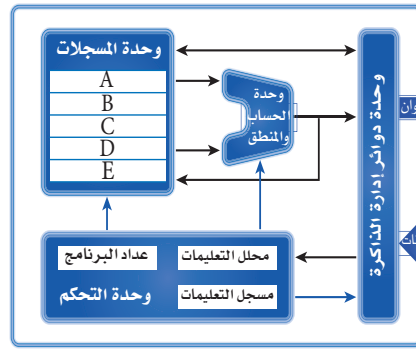 وحدة المسجلات
A
B
C
D
E
وحدة
الحساب
والمنطق
وحدة دوائر إدارة الذاكرة
عداد البرنامج
محلل التعليمات
وحدة التحكم
مسجل التعليمات